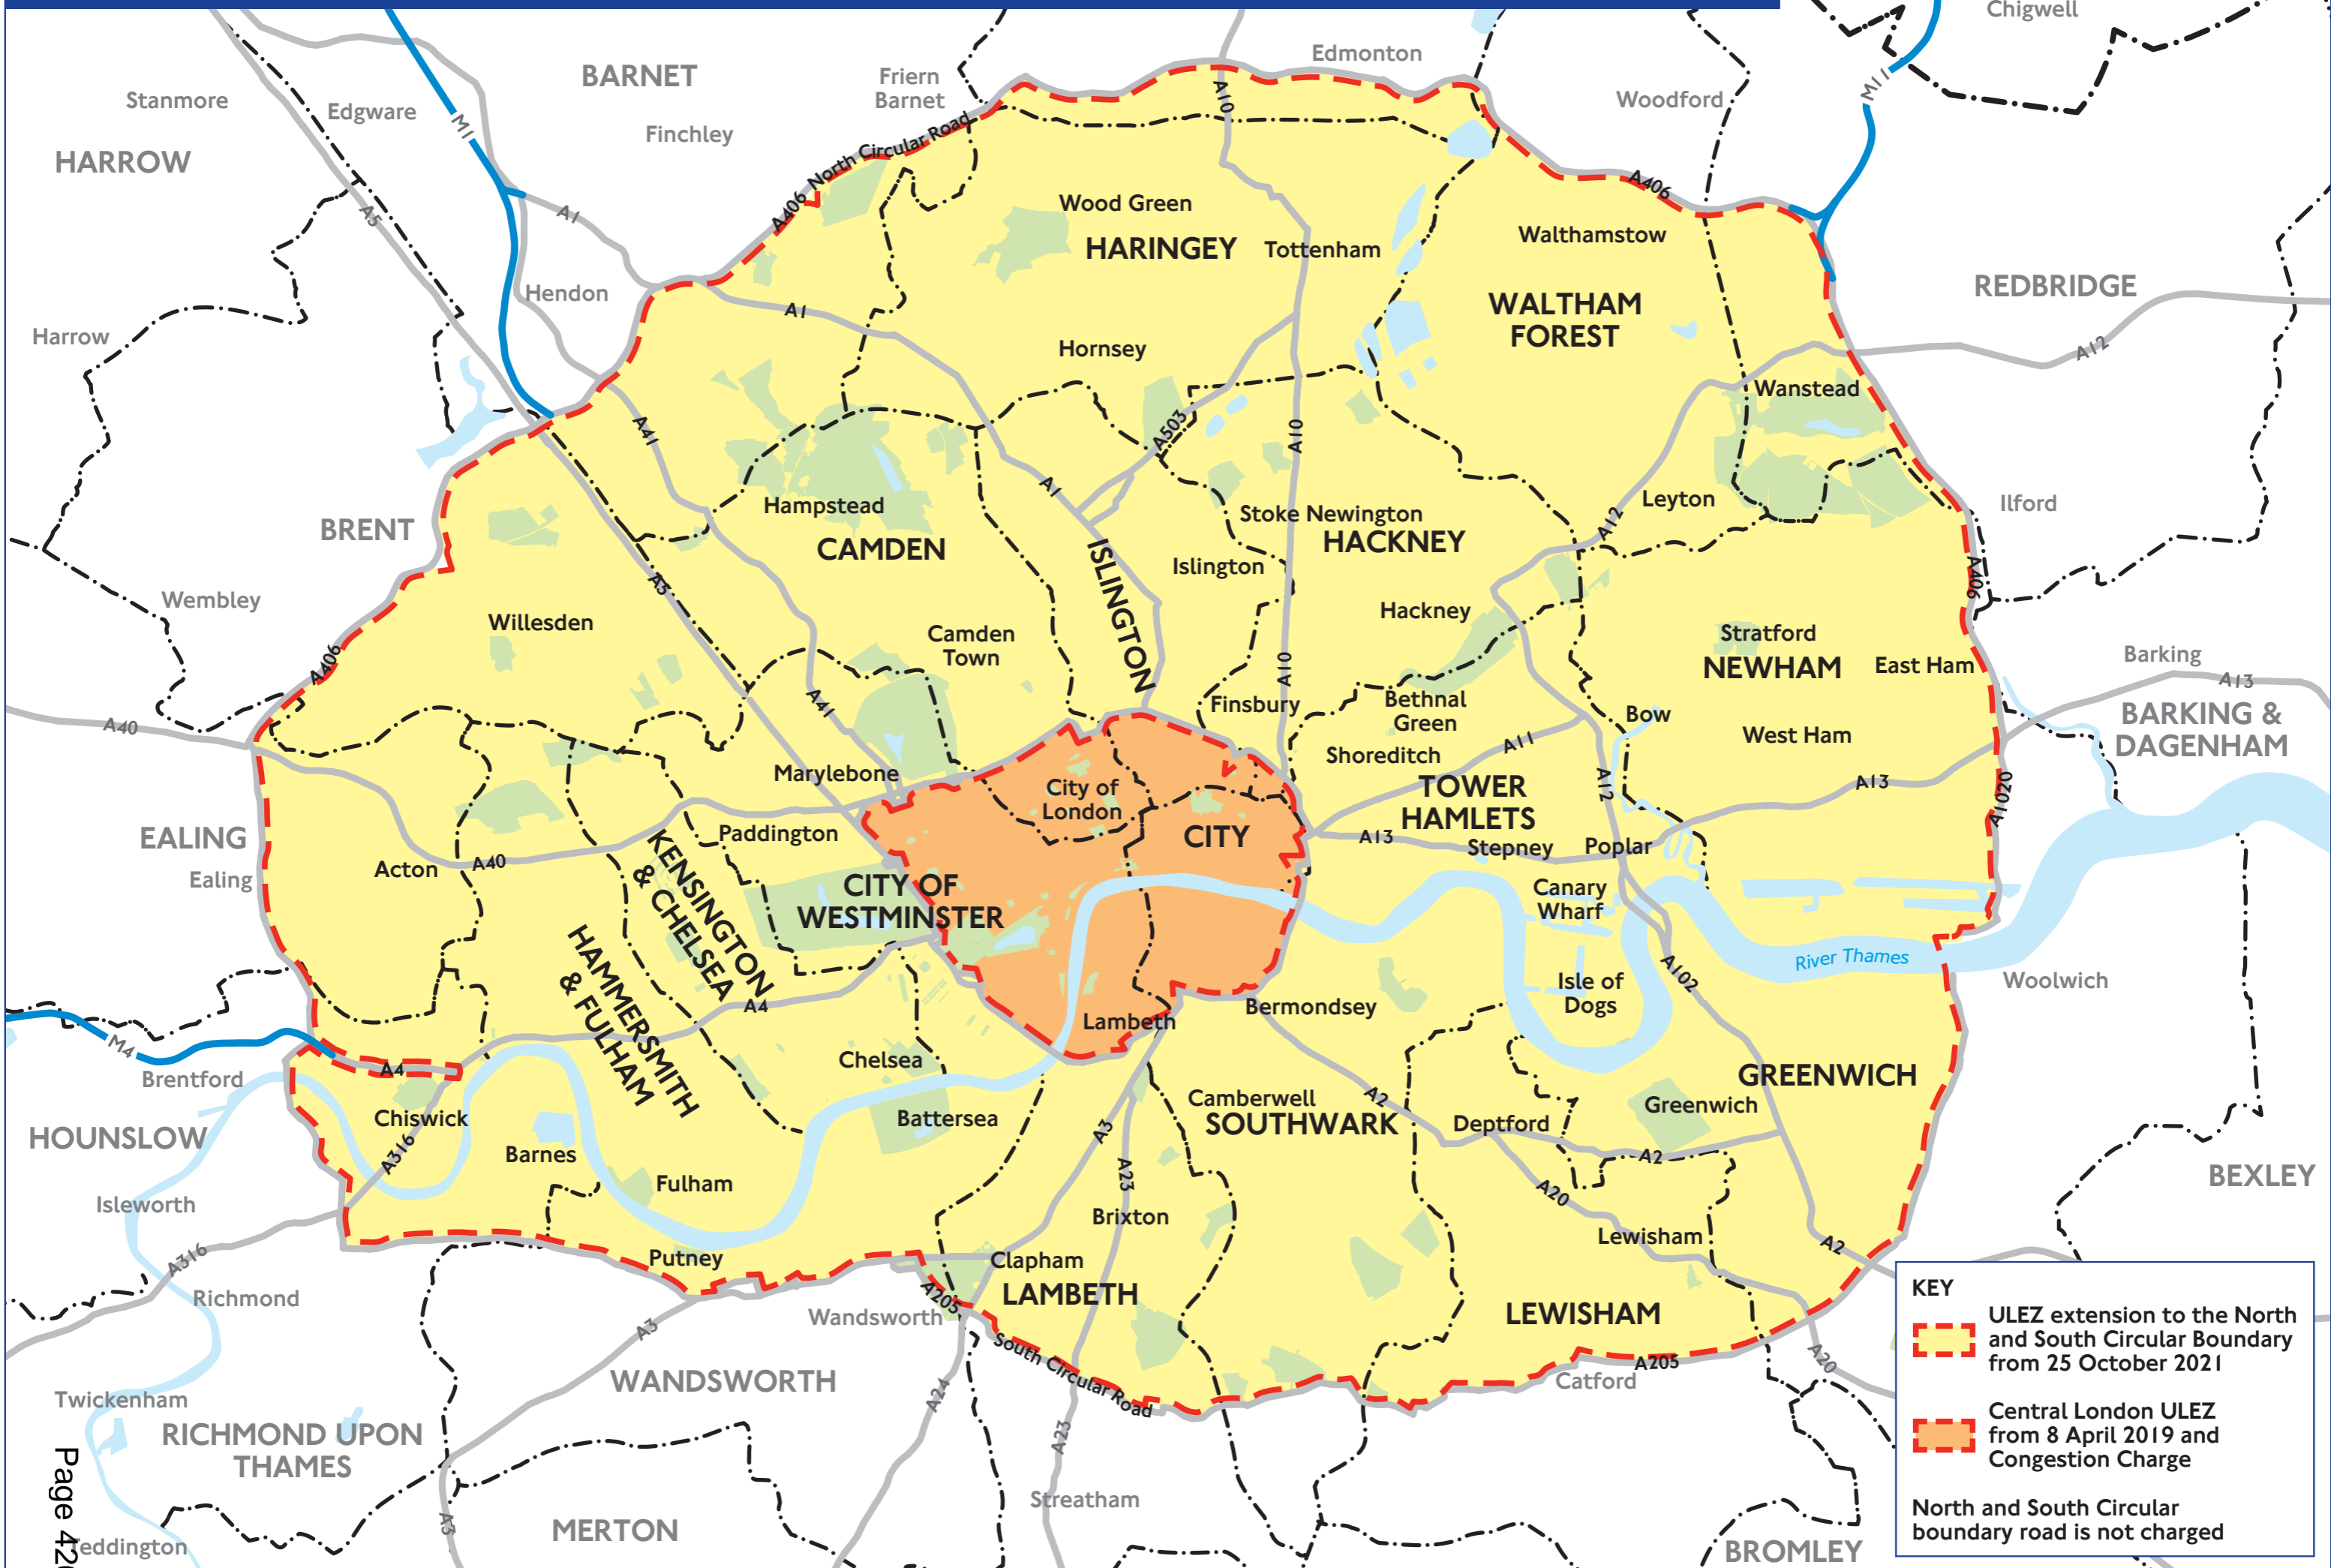 Chigwell
Edmonton
BARNET
Friern
Barnet
Stanmore
Edgware
M1
A10
M11
Woodford
Finchley
A406 North Circular Road
HARROW
A5
A1
Wood Green
HARINGEY
Tottenham
A406
Walthamstow
REDBRIDGE
Hendon
A1
WALTHAM
FOREST
Harrow
Hornsey
A12
Wanstead
A41
A503
A10
A1
Hampstead
Stoke Newington
HACKNEY
A12
Leyton
Ilford
BRENT
CAMDEN
ISLINGTON
Islington
A5
A406
Wembley
Willesden
Camden
Town
Hackney
Stratford
NEWHAM
East Ham
Barking
A13
A406
A10
A41
Finsbury
Bethnal
Green
Bow
BARKING &
DAGENHAM
A40
Shoreditch
A11
West Ham
Marylebone
City of
London
TOWER
HAMLETS
A12
A13
A1020
EALING
Paddington
CITY
A13
Stepney
Poplar
Ealing
Acton
A40
KENSINGTON
& CHELSEA
CITY OF
WESTMINSTER
Canary
Wharf
HAMMERSMITH
& FULHAM
River Thames
A102
Woolwich
Isle of
Dogs
A4
Bermondsey
Lambeth
M4
Brentford
A4
Chelsea
GREENWICH
Chiswick
Battersea
Camberwell
SOUTHWARK
A2
Deptford
Greenwich
HOUNSLOW
A316
A3
Barnes
A23
A2
Fulham
BEXLEY
Isleworth
A20
Brixton
Lewisham
A2
A316
Putney
Clapham
LAMBETH
A205
Richmond
Wandsworth
LEWISHAM
A3
South Circular Road
A205
A20
Catford
WANDSWORTH
A24
Twickenham
RICHMOND UPON
THAMES
A23
Streatham
A3
MERTON
Teddington
BROMLEY
KEY
ULEZ extension to the North
and South Circular Boundary
from 25 October 2021
Central London ULEZ
from 8 April 2019 and
Congestion Charge
North and South Circular
boundary road is not charged